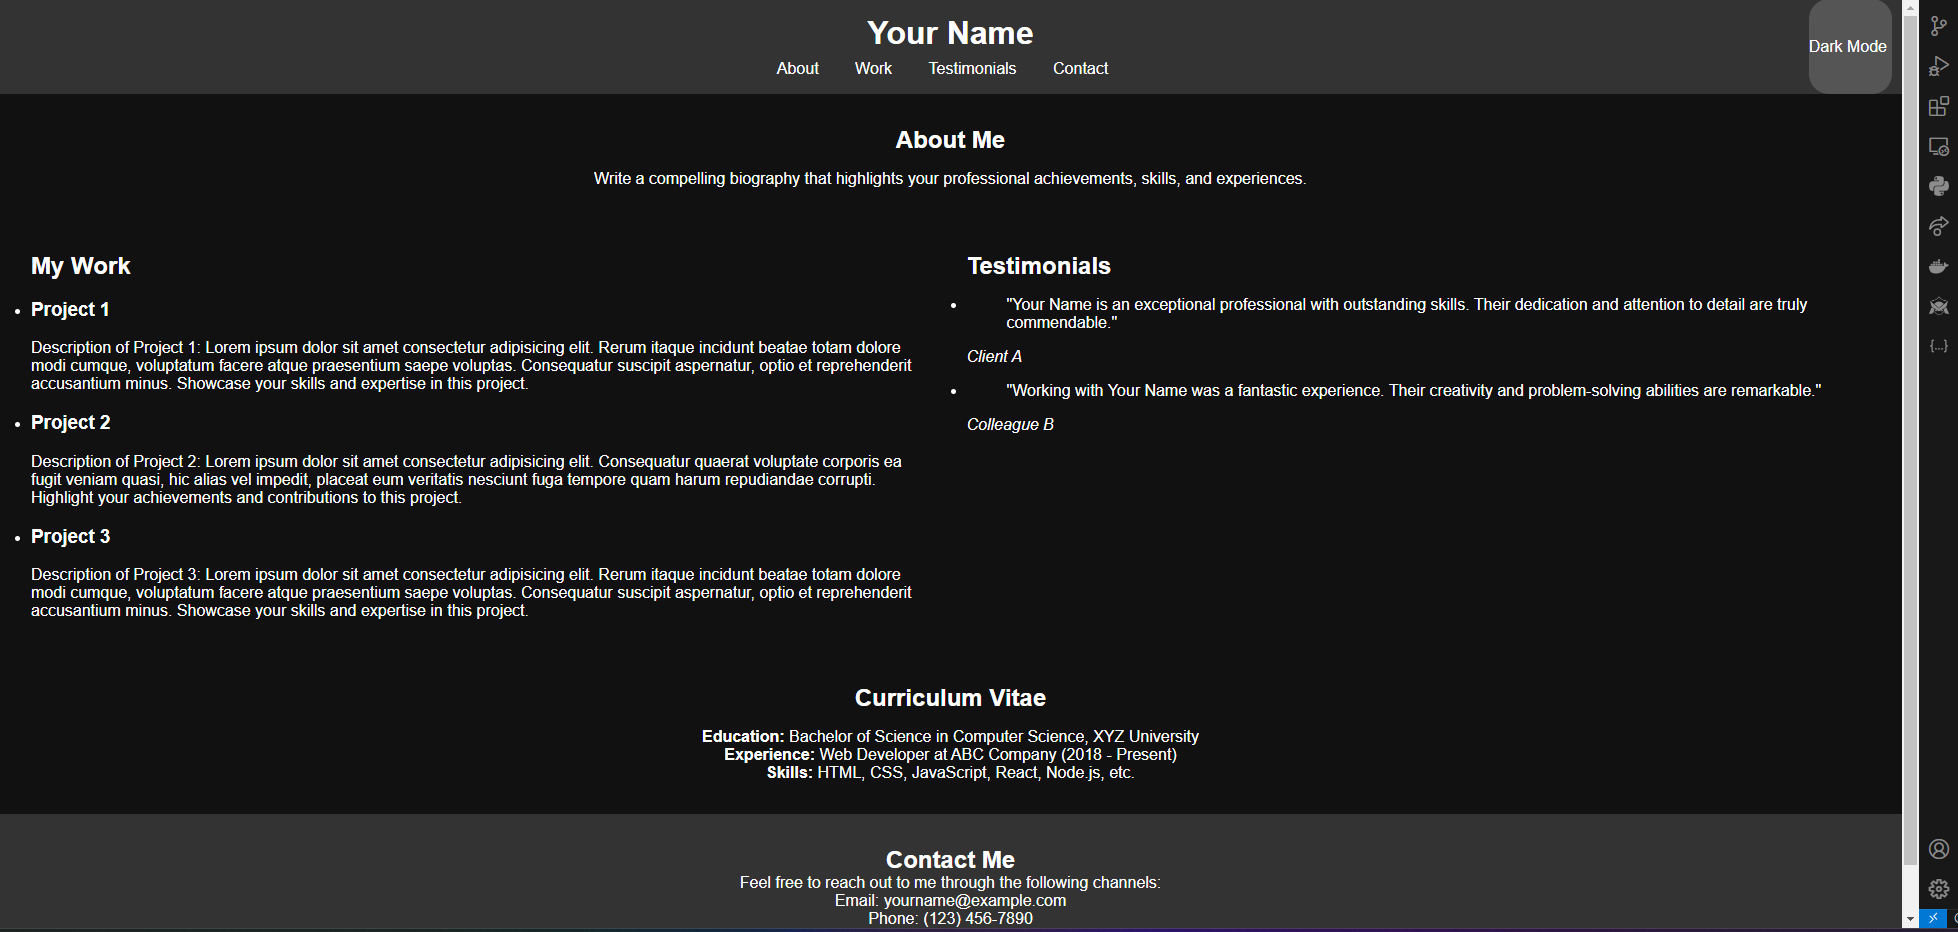 Your Name
About Work Testimonials Contact
Dark Mode
About Me
Write a compelling biography that highlights your professional achievements, skills, and experiences.
My Work
Project 1
Description of Project 1: Lorem ipsum dolor sit amet consectetur adipisicing elit. Rerum itaque incidunt beatae totam dolore
modi cumque, voluptatum facere atque praesentium saepe voluptas. Consequatur suscipit aspernatur, optio et reprehenderit
accusantium minus. Showcase your skills and expertise in this project.
Project 2
Description of Project 2: Lorem ipsum dolor sit amet consectetur adipisicing elit. Consequatur quaerat voluptate corporis ea
fugit veniam quasi, hic alias vel impedit, placeat eum veritatis nesciunt fuga tempore quam harum repudiandae corrupti.
Highlight your achievements and contributions to this project.
Project 3
Description of Project 3: Lorem ipsum dolor sit amet consectetur adipisicing elit. Rerum itaque incidunt beatae totam dolore
modi cumque, voluptatum facere atque praesentium saepe voluptas. Consequatur suscipit aspernatur, optio et reprehenderit
accusantium minus. Showcase your skills and expertise in this project.
Testimonials
"Your Name is an exceptional professional with outstanding skills. Their dedication and attention to detail are truly
commendable."
Client A
"Working with Your Name was a fantastic experience. Their creativity and problem-solving abilities are remarkable."
Colleague B
Curriculum Vitae
Education: Bachelor of Science in Computer Science, XYZ University
Experience: Web Developer at ABC Company (2018 - Present)
Skills: HTML, CSS, JavaScript, React, Node.js, etc.
Contact Me
Feel free to reach out to me through the following channels:
Email: yourname@example.com
Phone: (123) 456-7890